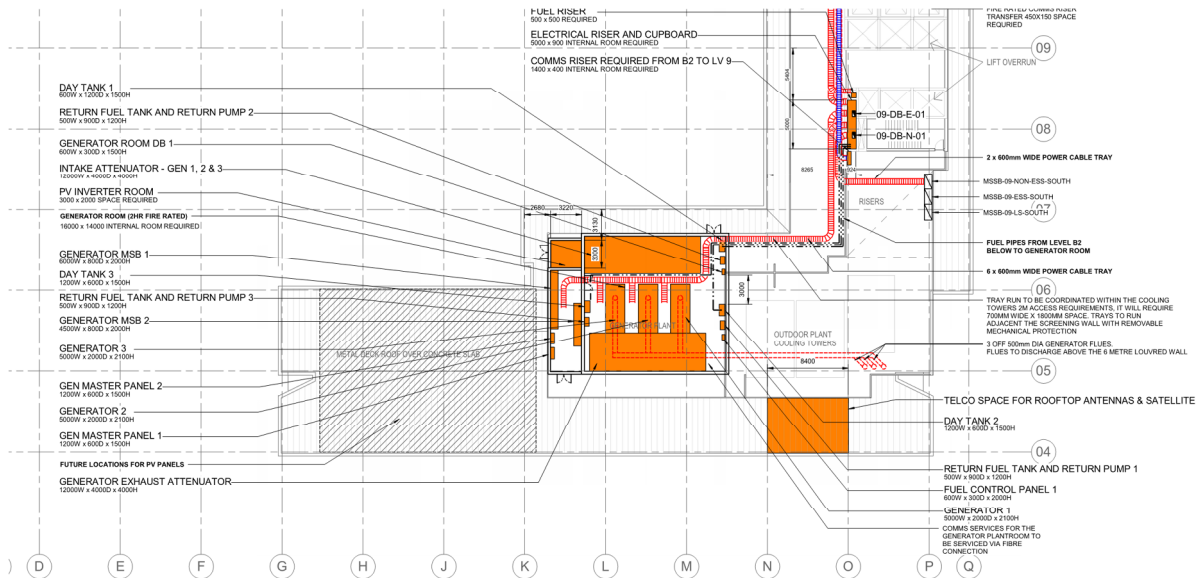 FUEL RISER
500 x 500 REQUIRED
ELECTRICAL RISER AND CUPBOARD
5000 x 900 INTERNAL ROOM REQUIRED
COMMS RISER REQUIRED FROM B2 TO LV 9
1400 x 400 INTERNAL ROOM REQUIRED
FIRE RATED COMMS RISER
TRANSFER 450X150 SPACE
REQURIED
09
LIFT OVERRUN
DAY TANK 1
600W x 1200D x 1500H
RETURN FUEL TANK AND RETURN PUMP 2
500W x 900D x 1200H
GENERATOR ROOM DB 1
600W x 300D x 1500H
INTAKE ATTENUATOR - GEN 1, 2 & 3
12000W x 4000D x 4000H
PV INVERTER ROOM
3000 x 2000 SPACE REQUIRED
GENERATOR ROOM (2HR FIRE RATED)
16000 x 14000 INTERNAL ROOM REQUIRED
GENERATOR MSB 1
6000W x 800D x 2000H
DAY TANK 3
1200W x 600D x 1500H
RETURN FUEL TANK AND RETURN PUMP 3
500W x 900D x 1200H
GENERATOR MSB 2
4500W x 800D x 2000H
GENERATOR 3
5000W x 2000D x 2100H
GEN MASTER PANEL 2
1200W x 600D x 1500H
GENERATOR 2
5000W x 2000D x 2100H
GEN MASTER PANEL 1
1200W x 600D x 1500H
FUTURE LOCATIONS FOR PV PANELS
GENERATOR EXHAUST ATTENUATOR
12000W x 4000D x 4000H
5404
5000
09-DB-E-01
09-DB-N-01
08
2 x 600mm WIDE POWER CABLE TRAY
8265
924
MSSB-09-NON-ESS-SOUTH
MSSB-09-ESS-SOUTH
MSSB-09-LS-SOUTH
RISERS
07
2680
3220
3130
3000
FUEL PIPES FROM LEVEL B2
BELOW TO GENERATOR ROOM
6 x 600mm WIDE POWER CABLE TRAY
06
TRAY RUN TO BE COORDINATED WITHIN THE COOLING
TOWERS 2M ACCESS REQUIREMENTS, IT WILL REQUIRE
700MM WIDE X 1800MM SPACE. TRAYS TO RUN
ADJACENT THE SCREENING WALL WITH REMOVABLE
MECHANICAL PROTECTION
GENERATOR PLANT
OUTDOOR PLANT
COOLING TOWERS
METAL DECK ROOF OVER CONCRETE SLAB
3 OFF 500mm DIA GENERATOR FLUES.
FLUES TO DISCHARGE ABOVE THE 6 METRE LOUVRED WALL
8400
05
TELCO SPACE FOR ROOFTOP ANTENNAS & SATELLITE
DAY TANK 2
1200W x 600D x 1500H
04
RETURN FUEL TANK AND RETURN PUMP 1
500W x 900D x 1200H
FUEL CONTROL PANEL 1
600W x 300D x 2000H
GENERATOR 1
5000W x 2000D x 2100H
COMMS SERVICES FOR THE
GENERATOR PLANTROOM TO
BE SERVICED VIA FIBRE
CONNECTION
D E F G H J K L M N O P Q